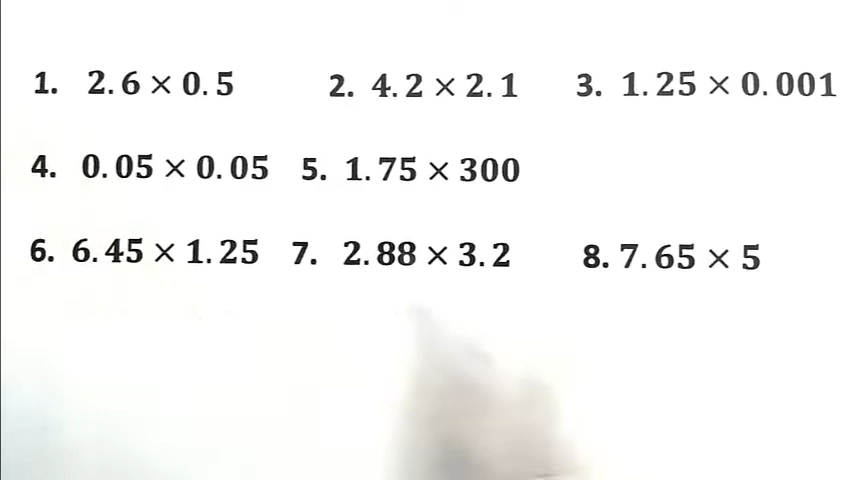 1. 2.6 × 0.5 2. 4.2 × 2.1 3. 1.25 × 0.001
4. 0.05 × 0.05 5. 1.75 × 300
6. 6.45 × 1.25 7. 2.88 × 3.2 8. 7.65 × 5